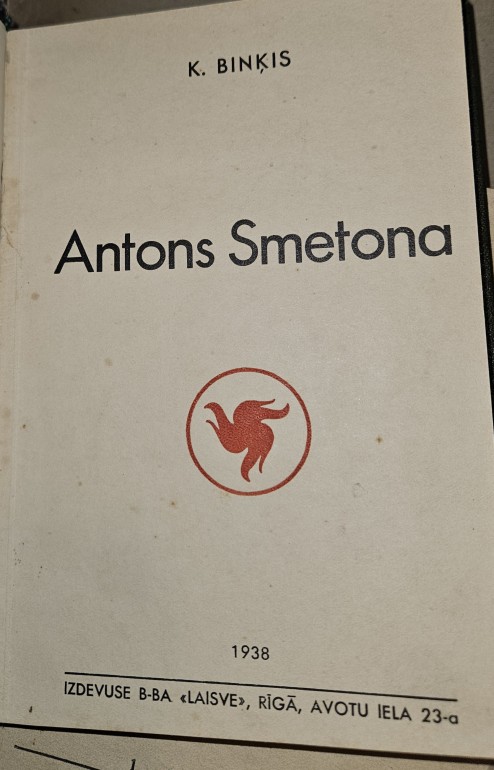 K. BINĶIS
Antons Smetona
1938
IZDEVUSE B-BA «LAISVE», RĪGĀ, AVOTU IELA 23-a